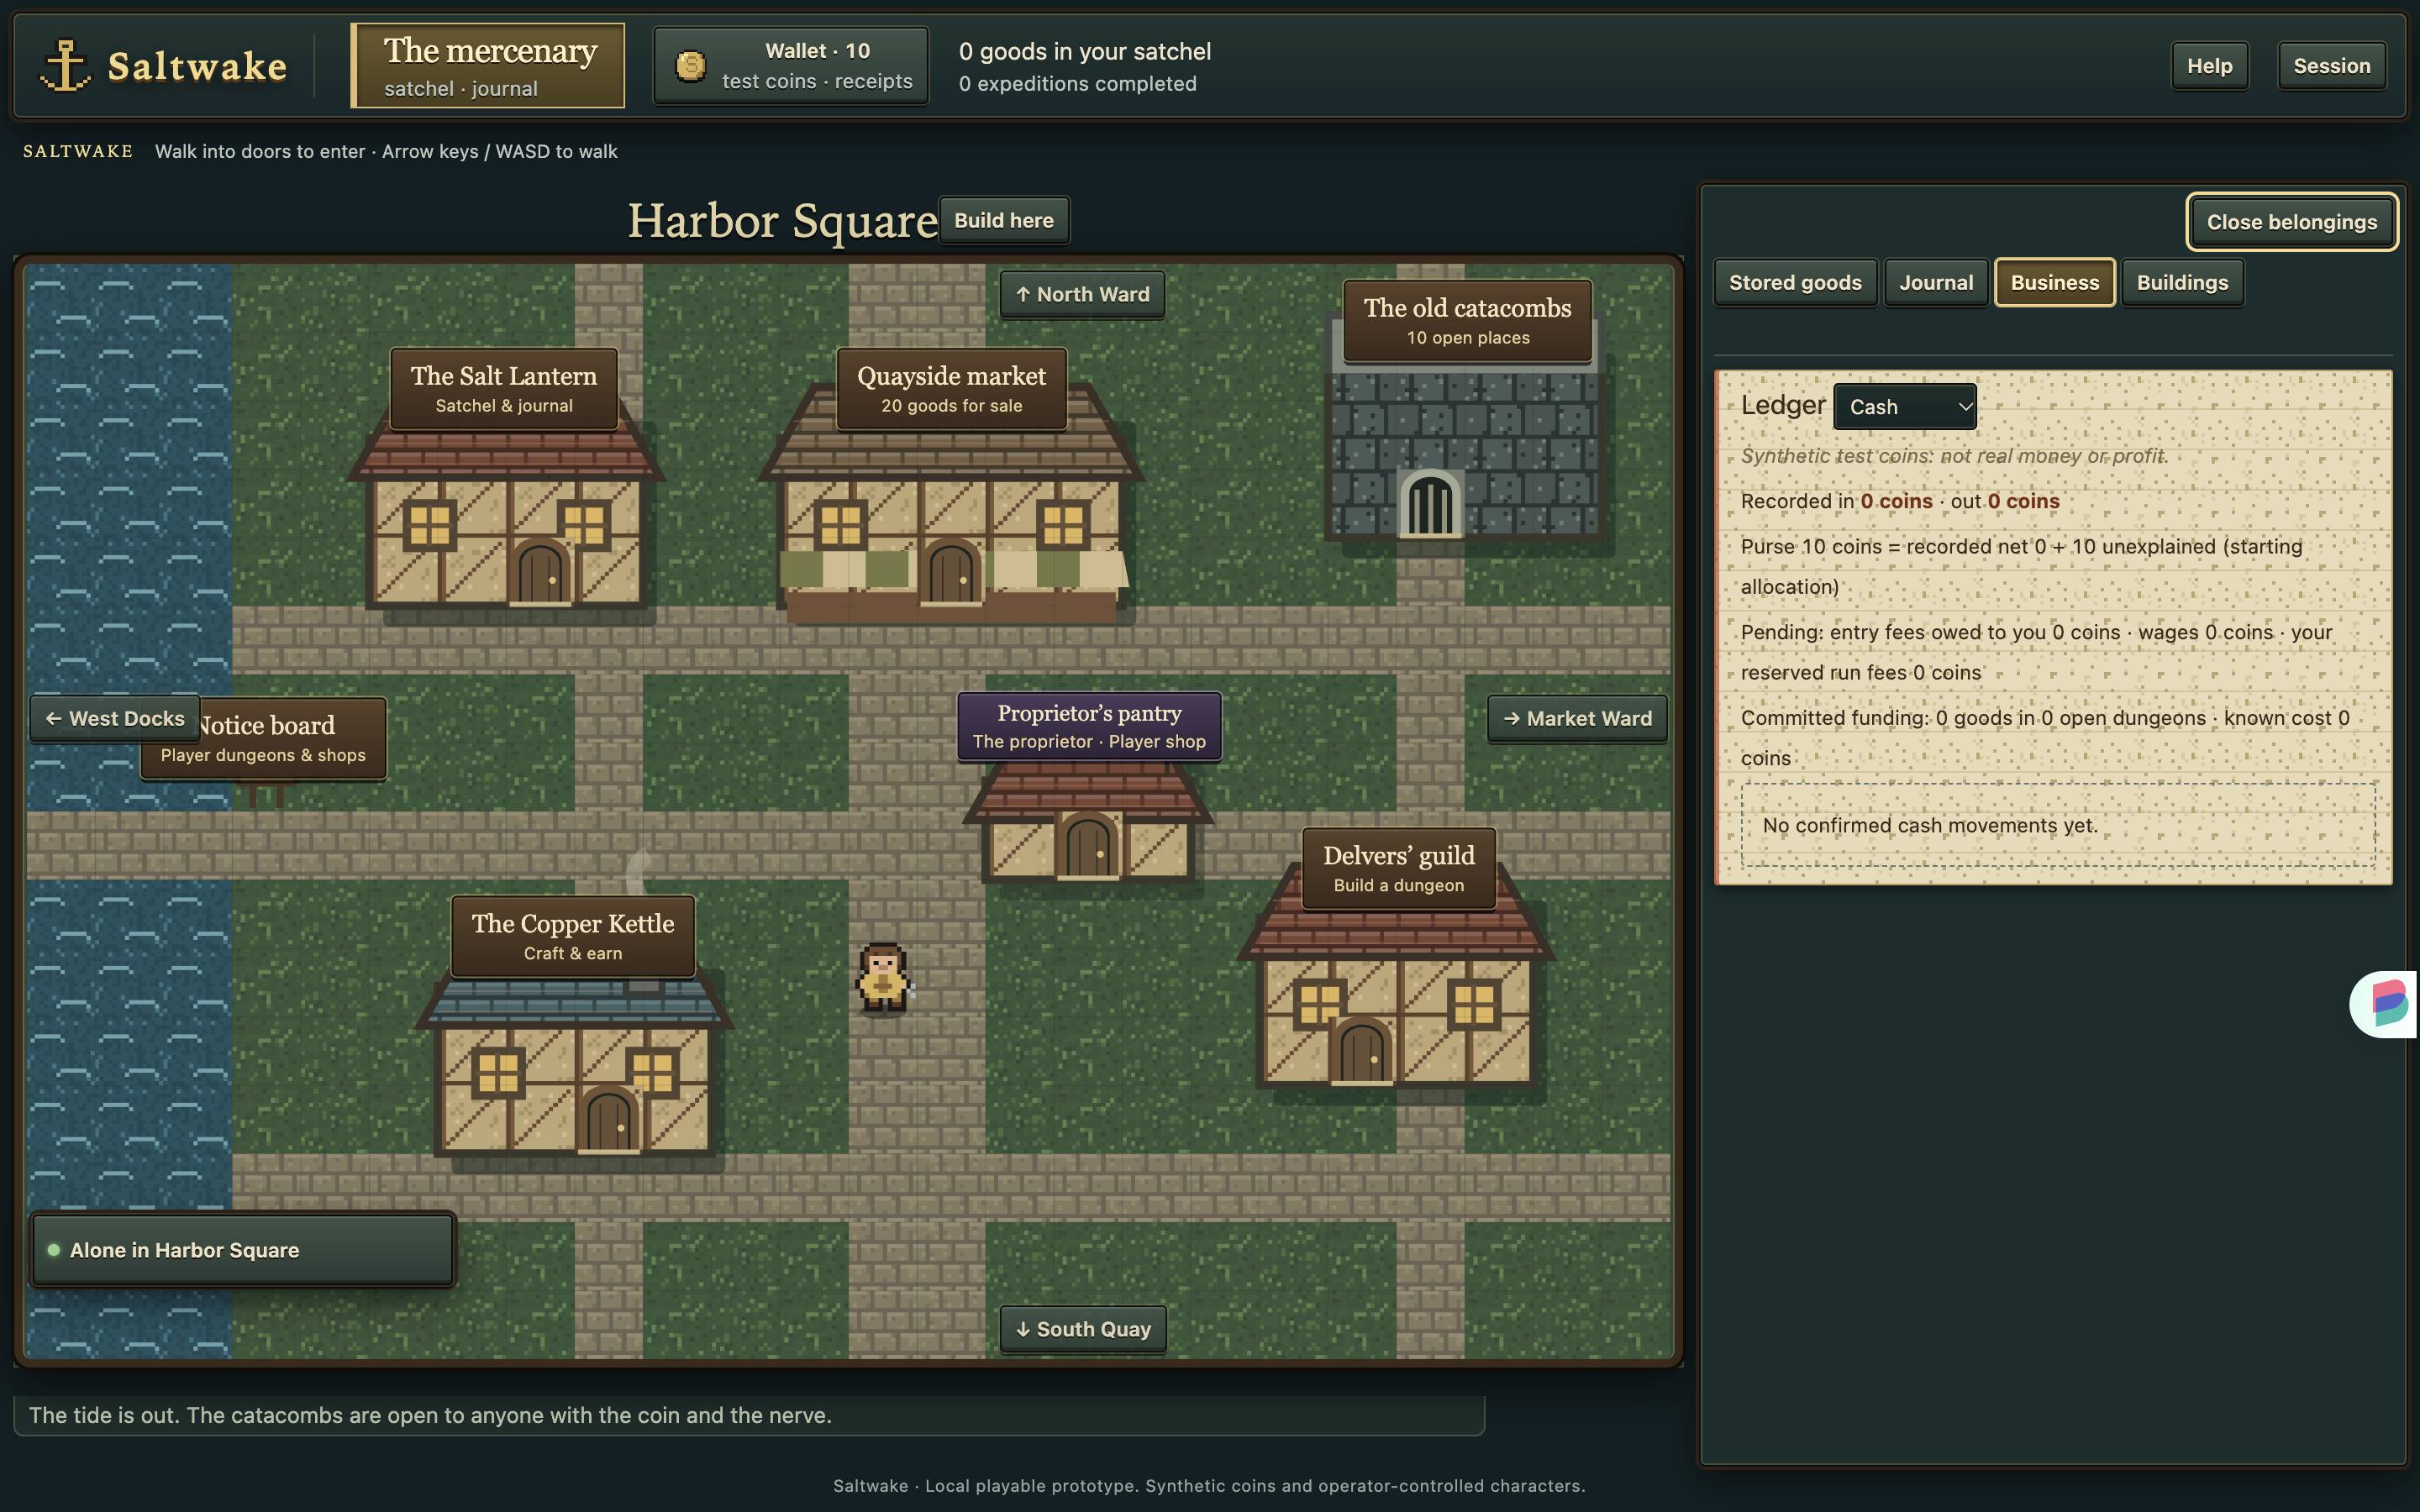 Saltwake
The mercenary
satchel · journal
Wallet · 10
test coins · receipts
0 goods in your satchel
0 expeditions completed
Help
Session
SALTWAKE
Walk into doors to enter · Arrow keys / WASD to walk
Harbor Square
Build here
↑ North Ward
The old catacombs
10 open places
The Salt Lantern
Satchel & journal
Quayside market
20 goods for sale
← West Docks
Notice board
Player dungeons & shops
Proprietor’s pantry
The proprietor · Player shop
→ Market Ward
Delvers’ guild
Build a dungeon
The Copper Kettle
Craft & earn
Alone in Harbor Square
↓ South Quay
The tide is out. The catacombs are open to anyone with the coin and the nerve.
Close belongings
Stored goods
Journal
Business
Buildings
Ledger
Cash
Synthetic test coins: not real money or profit.
Recorded in 0 coins · out 0 coins
Purse 10 coins = recorded net 0 + 10 unexplained (starting
allocation)
Pending: entry fees owed to you 0 coins · wages 0 coins · your
reserved run fees 0 coins
Committed funding: 0 goods in 0 open dungeons · known cost 0
coins
No confirmed cash movements yet.
Saltwake · Local playable prototype. Synthetic coins and operator-controlled characters.